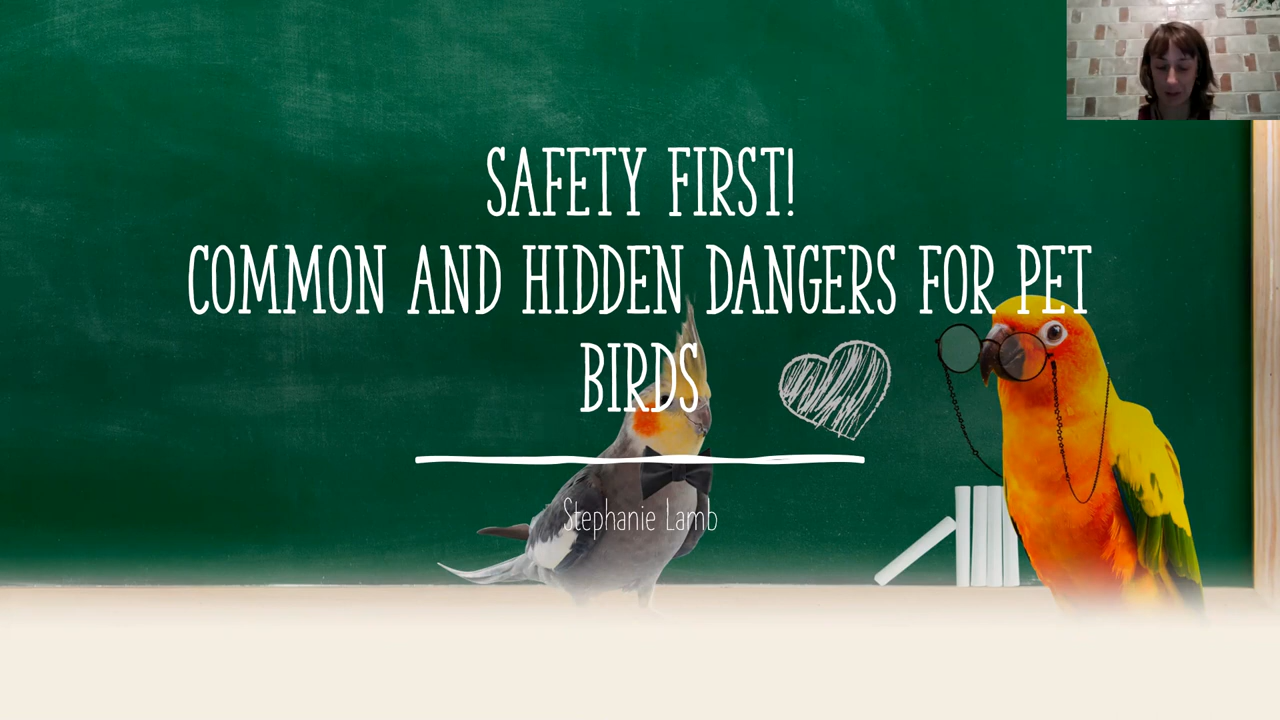 SAFETY FIRST!
COMMON AND HIDDEN DANGERS FOR PET
BIRDS
Stephanie Lamb